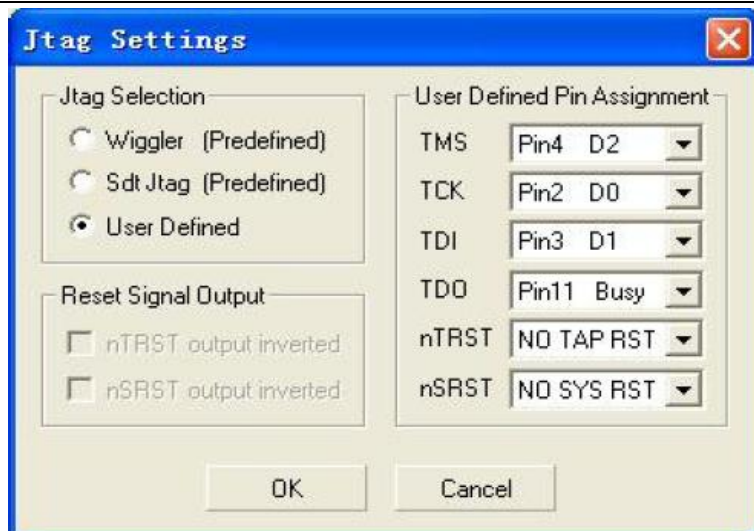 Jtag Settings
Jtag Selection
Wiggler (Predefined)
Sdt Jtag (Predefined)
User Defined
Reset Signal Output
nTRST output inverted
nSRST output inverted
User Defined Pin Assignment
TMS Pin4 D2
TCK Pin2 D0
TDI Pin3 D1
TDO Pin11 Busy
nTRST NO TAP RST
nSRST NO SYS RST
OK
Cancel